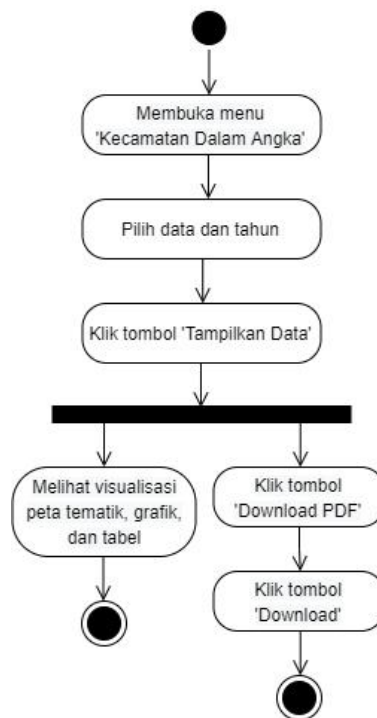 Membuka menu
'Kecamatan Dalam Angka'
Pilih data dan tahun
Klik tombol 'Tampilkan Data'
Melihat visualisasi
peta tematik, grafik,
dan tabel
Klik tombol
'Download PDF'
Klik tombol
'Download'